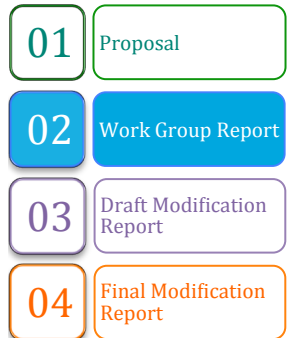 01
Proposal
02
Work Group Report
03
Draft Modification
Report
04
Final Modification
Report